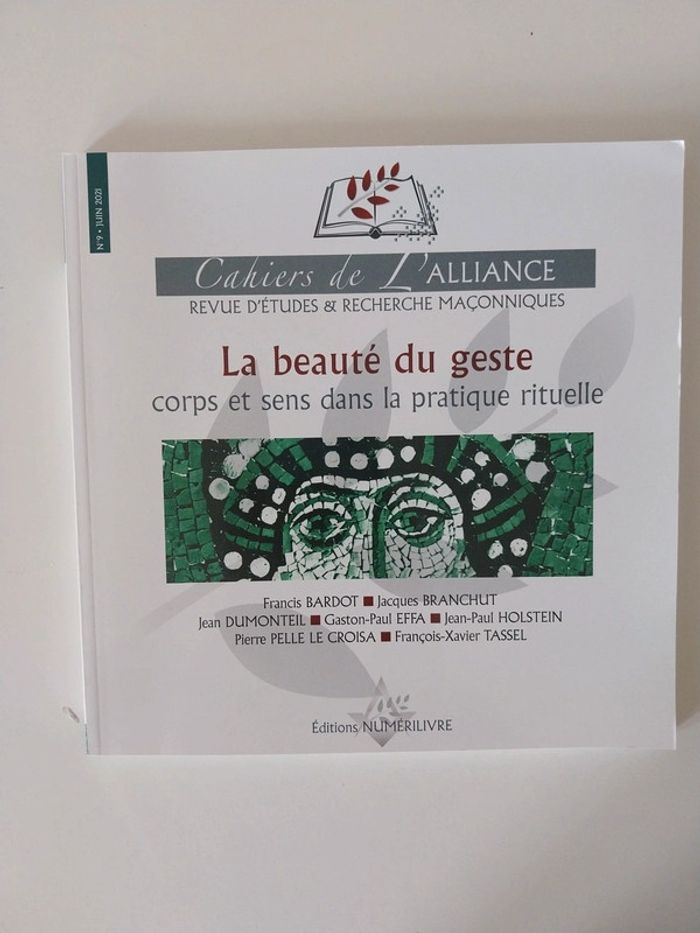 N°9 • JUIN 2021
Cahiers de L'ALLIANCE
REVUE D'ÉTUDES & RECHERCHE MAÇONNIQUES
La beauté du geste
corps et sens dans la pratique rituelle
Francis BARDOT ■ Jacques BRANCHUT
Jean DUMONTEIL ■ Gaston-Paul EFFA ■ Jean-Paul HOLSTEIN
Pierre PELLE LE CROISA ■ François-Xavier TASSEL
Éditions NUMÉRILIVRE